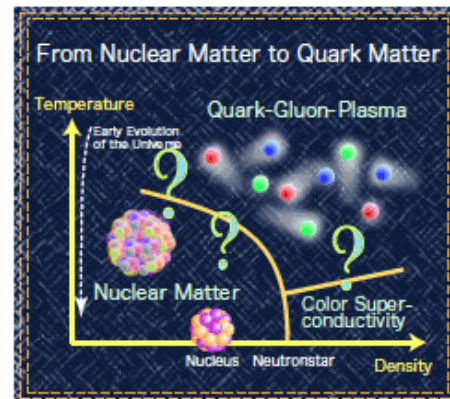 From Nuclear Matter to Quark Matter
Temperature
Quark-Gluon-Plasma
Early Evolution
of the Universe
?
?
?
Nuclear Matter
Color Super-
conductivity
Nucleus
Neutronstar
Density